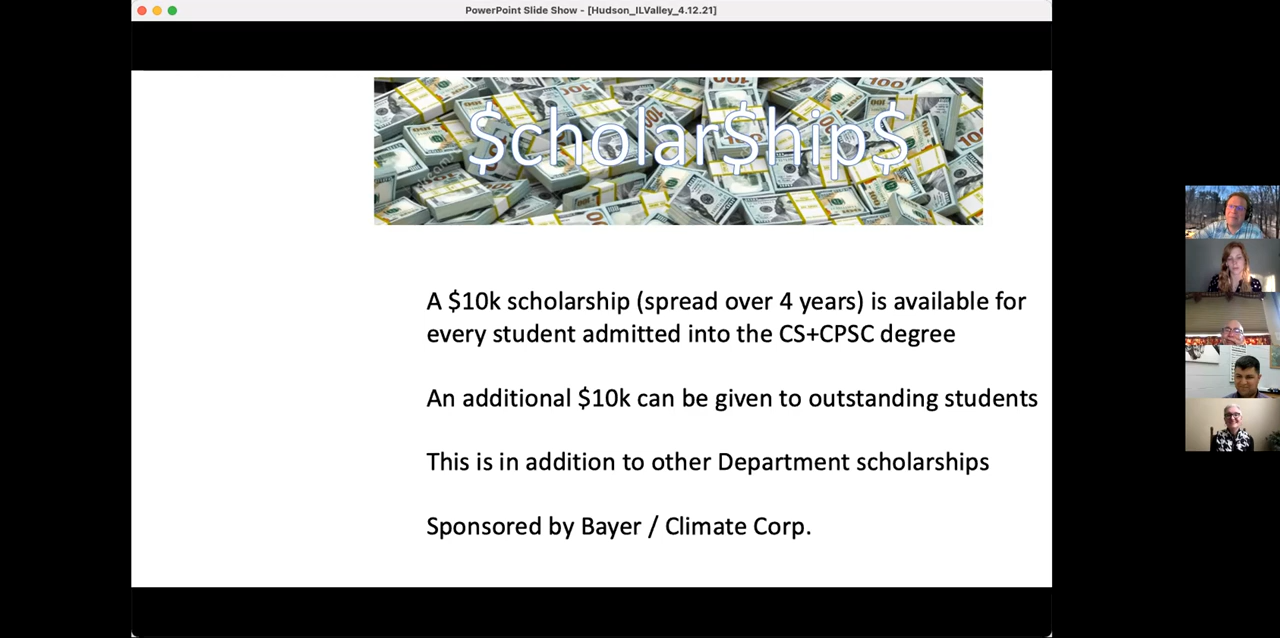 PowerPoint Slide Show - [Hudson_ILValley_4.12.21]
$cholar$hip$
A $10k scholarship (spread over 4 years) is available for
every student admitted into the CS+CPSC degree
An additional $10k can be given to outstanding students
This is in addition to other Department scholarships
Sponsored by Bayer / Climate Corp.